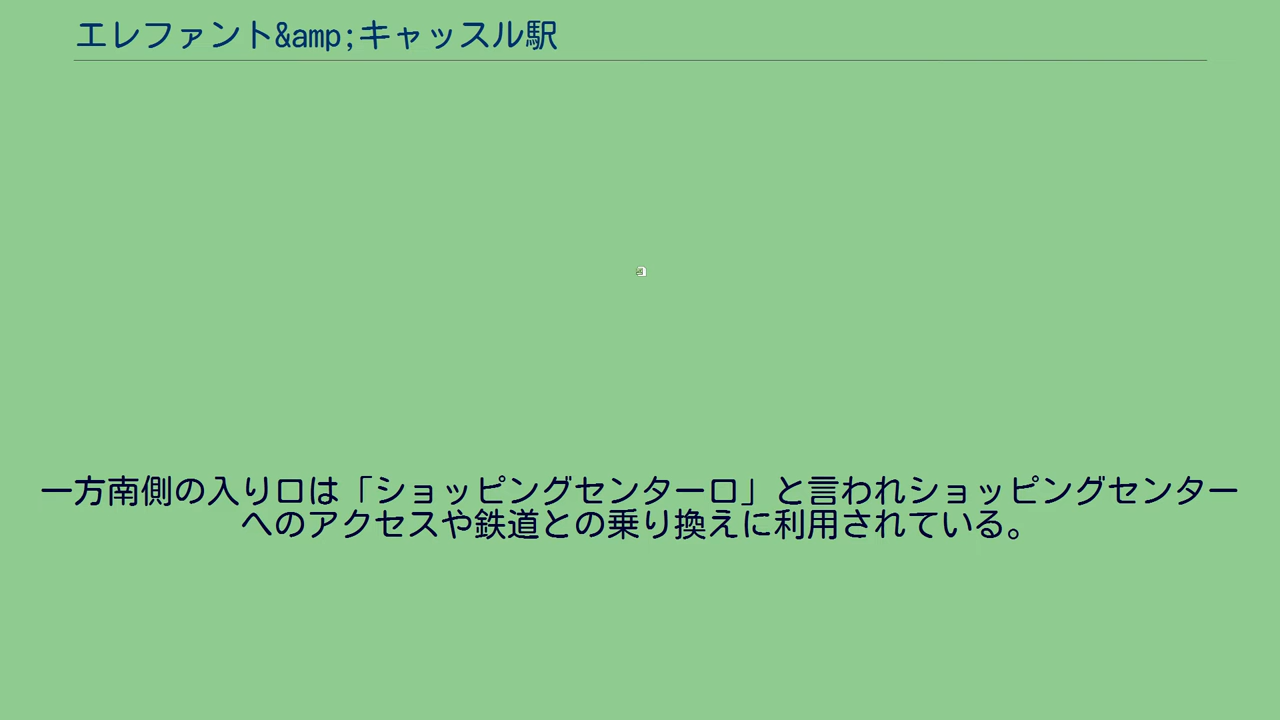 エレファント&amp;キャッスル駅
一方南側の入り口は「ショッピングセンター口」と言われショッピングセンター
へのアクセスや鉄道との乗り換えに利用されている。